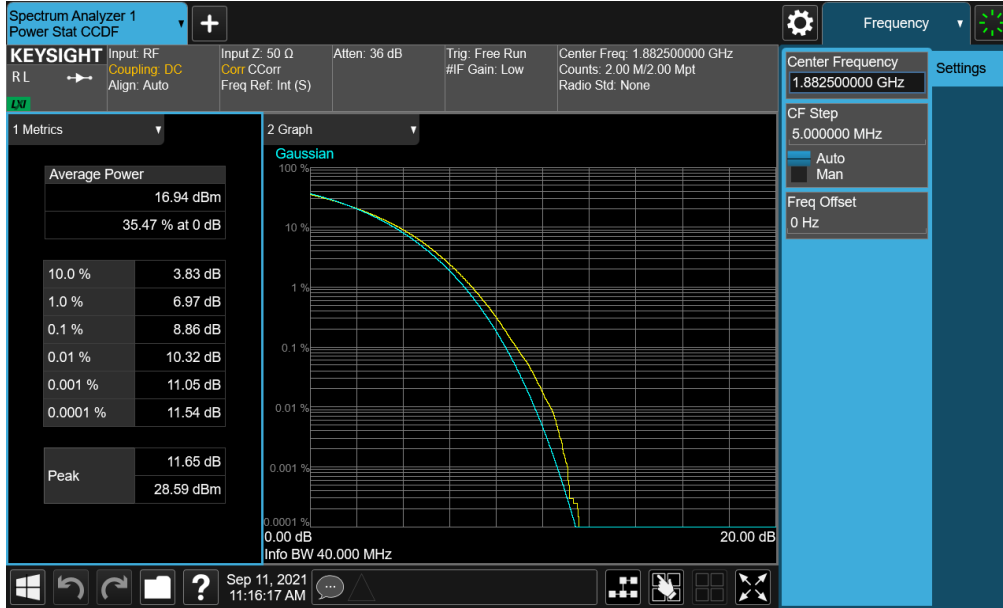 Spectrum Analyzer 1
Power Stat CCDF
Frequency
KEYSIGHT
R L
LXI
Input: RF
Coupling: DC
Align: Auto
Input Z: 50 Ω
Corr CCorr
Freq Ref: Int (S)
Atten: 36 dB
Trig: Free Run
#IF Gain: Low
Center Freq: 1.882500000 GHz
Counts: 2.00 M/2.00 Mpt
Radio Std: None
Center Frequency
1.882500000 GHz
Settings
CF Step
5.000000 MHz
Auto
Man
Freq Offset
0 Hz
1 Metrics
Average Power
16.94 dBm
35.47 % at 0 dB
10.0 % 3.83 dB
1.0 % 6.97 dB
0.1 % 8.86 dB
0.01 % 10.32 dB
0.001 % 11.05 dB
0.0001 % 11.54 dB
Peak
11.65 dB
28.59 dBm
2 Graph
Gaussian
100 %
10 %
1 %
0.1 %
0.01 %
0.001 %
0.0001 %
0.00 dB
20.00 dB
Info BW 40.000 MHz
?
Sep 11, 2021
11:16:17 AM